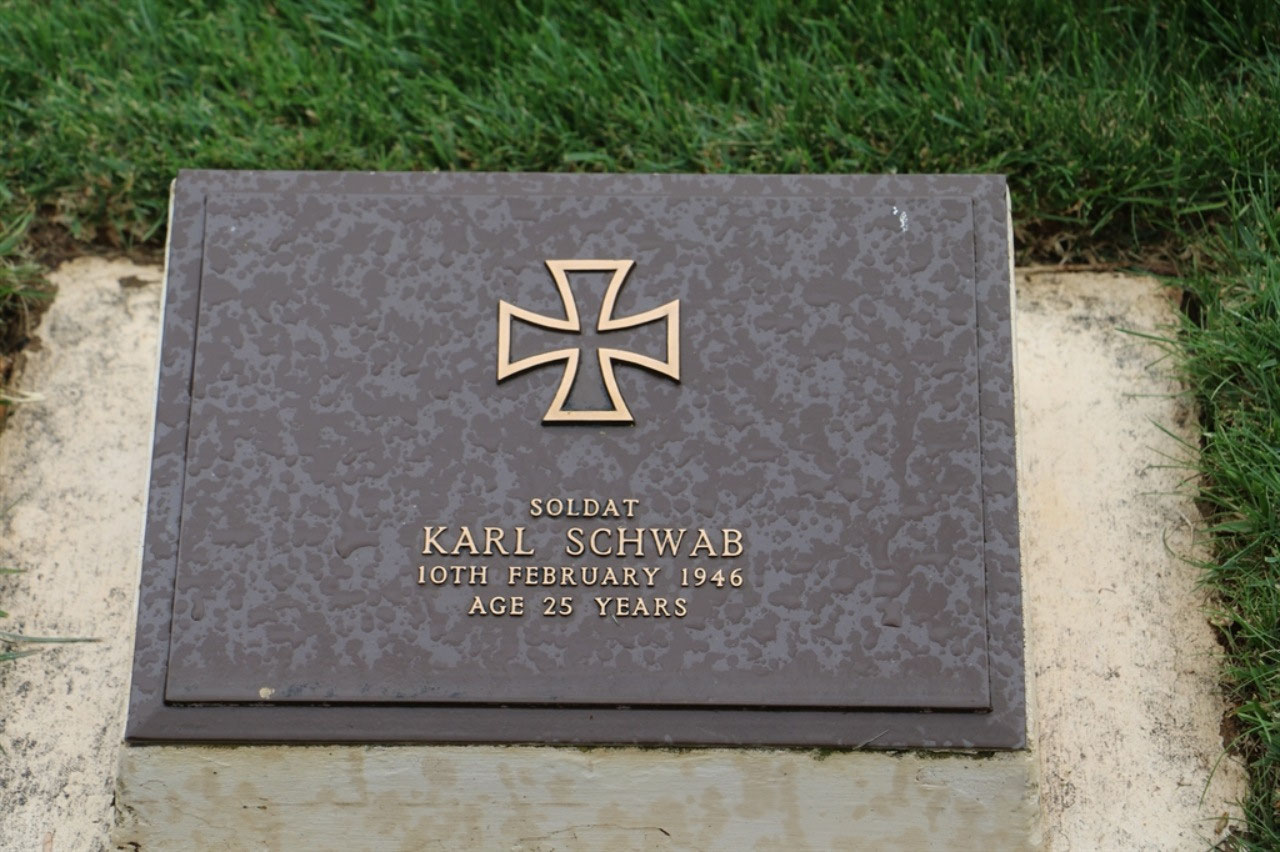 SOLDAT
KARL SCHWAB
10TH FEBRUARY 1946
AGE 25 YEARS